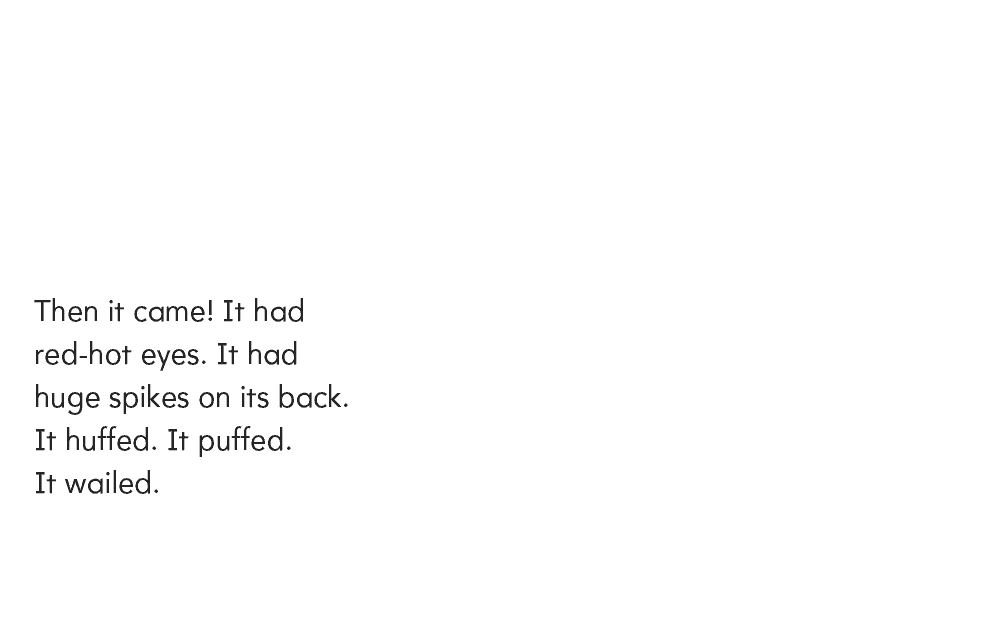 Then it came! It had
red-hot eyes. It had
huge spikes on its back.
It huffed. It puffed.
It wailed.